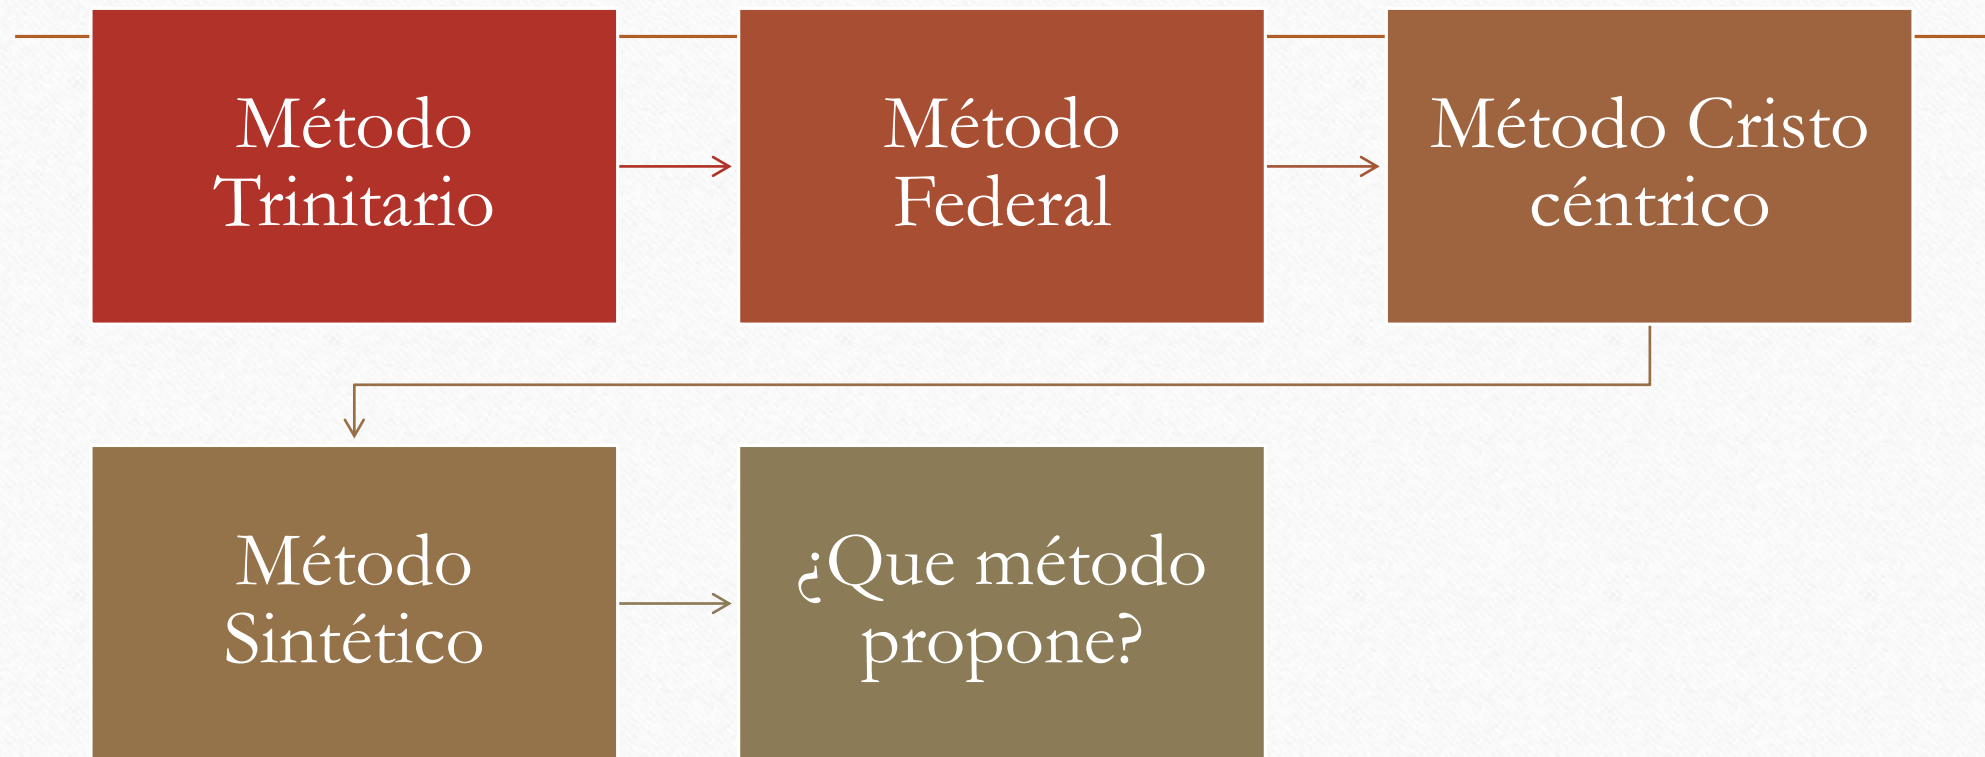 Método
Trinitario
Método
Federal
Método Cristo
céntrico
Método
Sintético
¿Que método
propone?